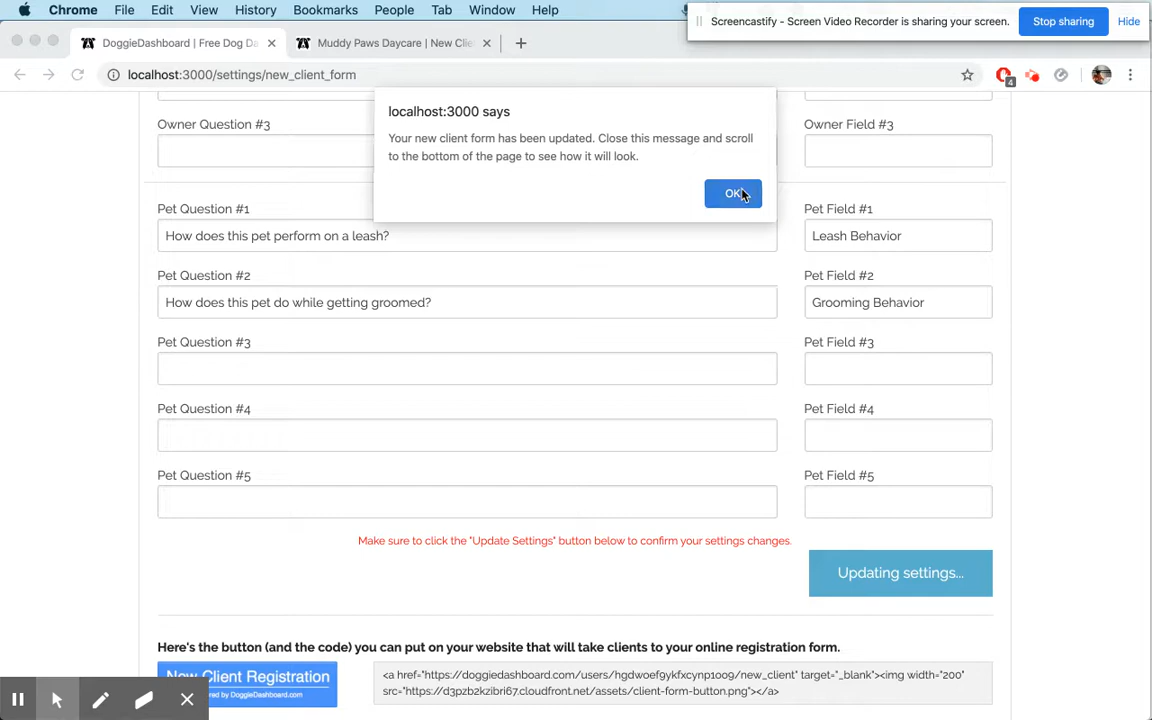 Chrome File Edit View History Bookmarks People Tab Window Help
Screencastify - Screen Video Recorder is sharing your screen. Stop sharing Hide
DoggieDashboard | Free Dog Da
Muddy Paws Daycare | New Clie
localhost:3000/settings/new_client_form
4
localhost:3000 says
Your new client form has been updated. Close this message and scroll
to the bottom of the page to see how it will look.
OK
Owner Question #3 Owner Field #3
Pet Question #1 Pet Field #1
How does this pet perform on a leash? Leash Behavior
Pet Question #2 Pet Field #2
How does this pet do while getting groomed? Grooming Behavior
Pet Question #3 Pet Field #3
Pet Question #4 Pet Field #4
Pet Question #5 Pet Field #5
Make sure to click the "Update Settings" button below to confirm your settings changes.
Updating settings...
Here's the button (and the code) you can put on your website that will take clients to your online registration form.
New Client Registration
ered by DoggieDashboard.com
<a href="https://doggiedashboard.com/users/hgdwoefgykfxcynp1oo9/new_client" target="_blank"><img width="200"
src="https://d3pzb2kzibri67.cloudfront.net/assets/client-form-button.png"></a>